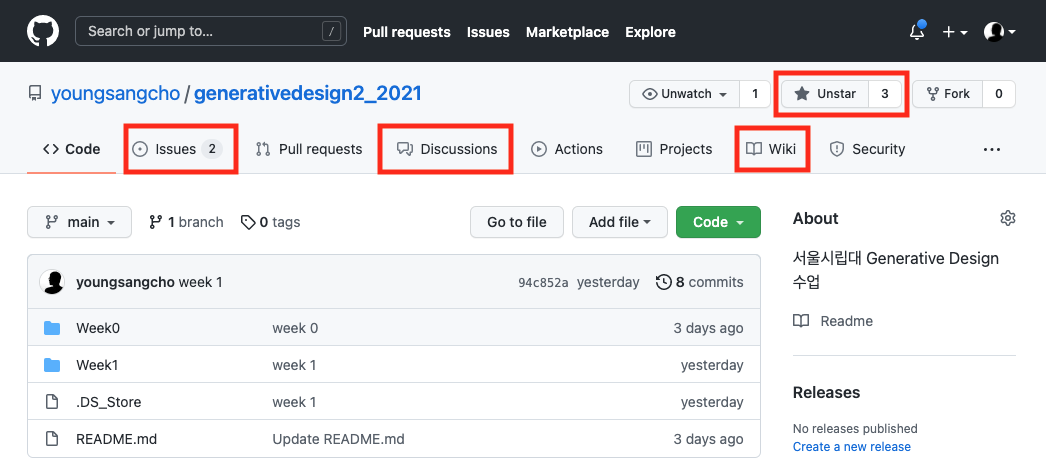 Search or jump to... / Pull requests Issues Marketplace Explore
youngsangcho / generativedesign2_2021 Unwatch 1 Unstar 3 Fork 0
Code Issues 2 Pull requests Discussions Actions Projects Wiki Security ...
main 1 branch 0 tags Go to file Add file Code
About
서울시립대 Generative Design
수업
youngsangcho week 1 94c852a yesterday 8 commits
Readme
Week0 week 0 3 days ago
Week1 week 1 yesterday
.DS_Store week 1 yesterday
README.md Update README.md 3 days ago
Releases
No releases published
Create a new release